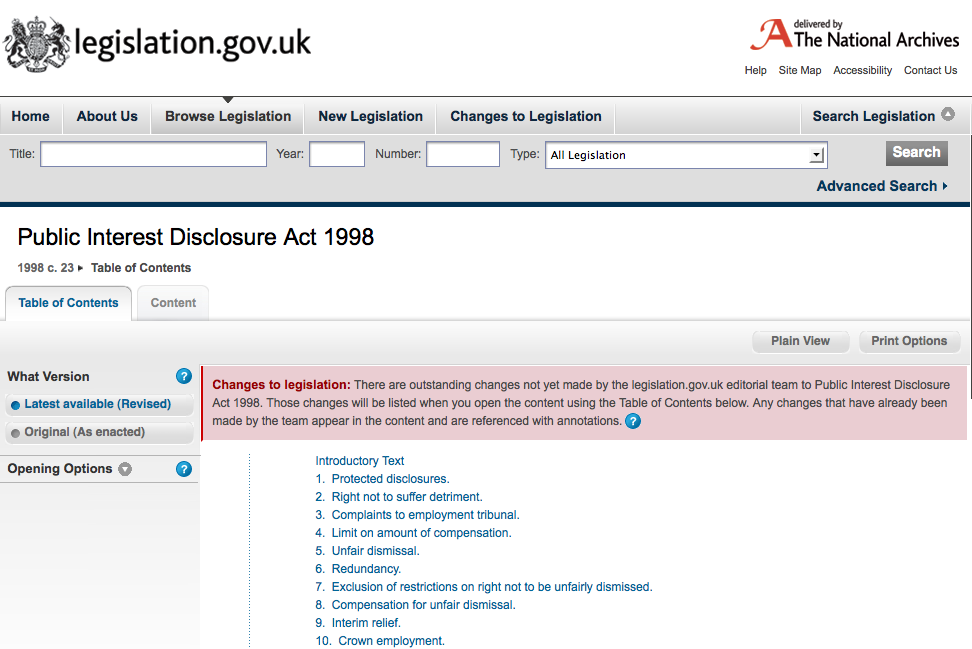 legislation.gov.uk
delivered by
The National Archives
Help Site Map Accessibility Contact Us
Home About Us Browse Legislation New Legislation Changes to Legislation Search Legislation
Title: Year: Number: Type: All Legislation Search
Advanced Search
Public Interest Disclosure Act 1998
1998 c. 23 Table of Contents
Table of Contents Content
Plain View Print Options
What Version ?
Latest available (Revised)
Original (As enacted)
Opening Options ?
Changes to legislation: There are outstanding changes not yet made by the legislation.gov.uk editorial team to Public Interest Disclosure
Act 1998. Those changes will be listed when you open the content using the Table of Contents below. Any changes that have already been
made by the team appear in the content and are referenced with annotations. ?
Introductory Text
1. Protected disclosures.
2. Right not to suffer detriment.
3. Complaints to employment tribunal.
4. Limit on amount of compensation.
5. Unfair dismissal.
6. Redundancy.
7. Exclusion of restrictions on right not to be unfairly dismissed.
8. Compensation for unfair dismissal.
9. Interim relief.
10. Crown employment.